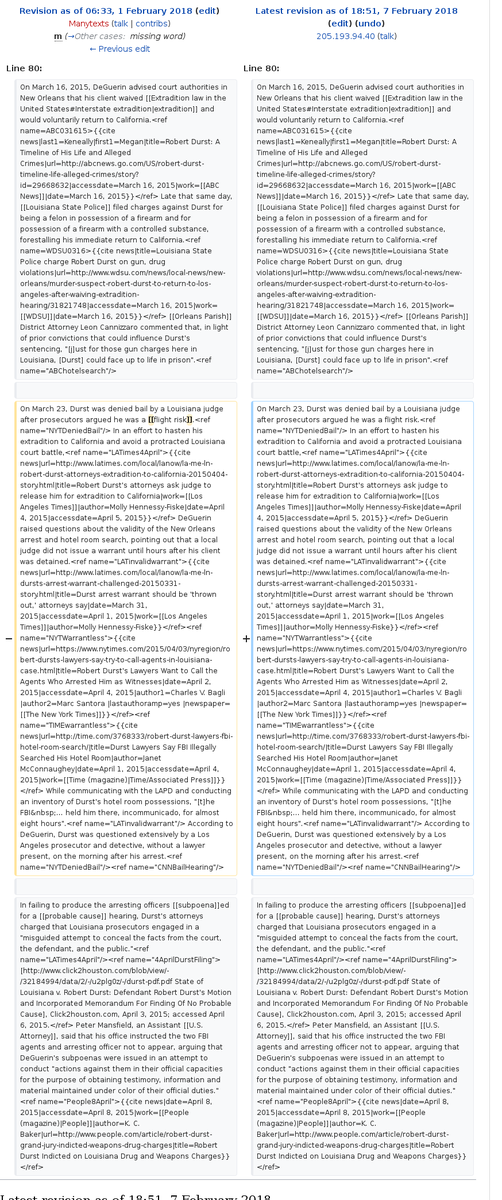 Revision as of 06:33, 1 February 2018 (edit)
Manytexts (talk | contribs)
m (→Other cases: missing word)
← Previous edit
Line 80:
On March 16, 2015, DeGuerin advised court authorities in
New Orleans that his client waived [[Extradition law in the
United States#Interstate extradition|extradition]] and
would voluntarily return to California.<ref
name=ABC031615>{{cite
news|last1=Keneally|first1=Megan|title=Robert Durst: A
Timeline of His Life and Alleged
Crimes|url=http://abcnews.go.com/US/robert-durst-
timeline-life-alleged-crimes/story?
id=29668632|accessdate=March 16, 2015|work=[[ABC
News]]|date=March 16, 2015}}</ref> Late that same day,
[[Louisiana State Police]] filed charges against Durst for
being a felon in possession of a firearm and for
possession of a firearm with a controlled substance,
forestalling his immediate return to California.<ref
name=WDSU0316>{{cite news|title=Louisiana State
Police charge Robert Durst on gun, drug
violations|url=http://www.wdsu.com/news/local-news/new-
orleans/murder-suspect-robert-durst-to-return-to-los-
angeles-after-waiving-extradition-
hearing/31821748|accessdate=March 16, 2015|work=
[[WDSU]]|date=March 16, 2015}}</ref> [[Orleans Parish]]
District Attorney Leon Cannizzaro commented that, in light
of prior convictions that could influence Durst's
sentencing, "[j]ust for those gun charges here in
Louisiana, [Durst] could face up to life in prison".<ref
name="ABChotelsearch"/>
−
On March 23, Durst was denied bail by a Louisiana judge
after prosecutors argued he was a [[flight risk]].<ref
name="NYTDeniedBail"/> In an effort to hasten his
extradition to California and avoid a protracted Louisiana
court battle,<ref name="LATimes4April">{{cite
news|url=http://www.latimes.com/local/lanow/la-me-ln-
robert-durst-attorneys-extradition-to-california-20150404-
story.html|title=Robert Durst's attorneys ask judge to
release him for extradition to California|work=[[Los
Angeles Times]]|author=Molly Hennessy-Fiske|date=April
4, 2015|accessdate=April 5, 2015}}</ref> DeGuerin
raised questions about the validity of the New Orleans
arrest and hotel room search, pointing out that a local
judge did not issue a warrant until hours after his client
was detained.<ref name="LATinvalidwarrant">{{cite
news|url=http://www.latimes.com/local/lanow/la-me-ln-
dursts-arrest-warrant-challenged-20150331-
story.html|title=Durst arrest warrant should be 'thrown
out,' attorneys say|date=March 31,
2015|accessdate=April 1, 2015|work=[[Los Angeles
Times]]|author=Molly Hennessy-Fiske}}</ref><ref
name="NYTWarrantless">{{cite
news|url=https://www.nytimes.com/2015/04/03/nyregion/ro
bert-dursts-lawyers-say-try-to-call-agents-in-louisiana-
case.html|title=Robert Durst's Lawyers Want to Call the
Agents Who Arrested Him as Witnesses|date=April 2,
2015|accessdate=April 4, 2015|author1=Charles V. Bagli
|author2=Marc Santora |lastauthoramp=yes |newspaper=
[[The New York Times]]}}</ref><ref
name="TIMEwarrantless">{{cite
news|url=http://time.com/3768333/robert-durst-lawyers-fbi-
hotel-room-search/|title=Durst Lawyers Say FBI Illegally
Searched His Hotel Room|author=Janet
McConnaughey|date=April 1, 2015|accessdate=April 4,
2015|work=[[Time (magazine)|Time/Associated Press]]}}
</ref> While communicating with the LAPD and conducting
an inventory of Durst's hotel room possessions, "[t]he
FBI&nbsp;... held him there, incommunicado, for almost
eight hours".<ref name="LATinvalidwarrant"/> According to
DeGuerin, Durst was questioned extensively by a Los
Angeles prosecutor and detective, without a lawyer
present, on the morning after his arrest.<ref
name="NYTDeniedBail"/><ref name="CNNBailHearing"/>
In failing to produce the arresting officers [[subpoena]]ed
for a [[probable cause]] hearing, Durst's attorneys
charged that Louisiana prosecutors engaged in a
"misguided attempt to conceal the facts from the court,
the defendant, and the public."<ref
name="LATimes4April"/><ref name="4AprilDurstFiling">
[http://www.click2houston.com/blob/view/-
/32184994/data/2/-/u2plg0z/-/durst-pdf.pdf State of
Louisiana v. Robert Durst: Defendant Robert Durst's Motion
and Incorporated Memorandum For Finding Of No Probable
Cause], Click2houston.com, April 3, 2015; accessed April
6, 2015.</ref> Peter Mansfield, an Assistant [[U.S.
Attorney]], said that his office instructed the two FBI
agents and arresting officer not to appear, arguing that
DeGuerin's subpoenas were issued in an attempt to
conduct "actions against them in their official capacities
for the purpose of obtaining testimony, information and
material maintained under color of their official duties."
<ref name="People8April">{{cite news|date=April 8,
2015|accessdate=April 8, 2015|work=[[People
(magazine)|People]]|author=K. C.
Baker|url=http://www.people.com/article/robert-durst-
grand-jury-indicted-weapons-drug-charges|title=Robert
Durst Indicted on Louisiana Drug and Weapons Charges}}
</ref>
Latest revision as of 18:51, 7 February 2018
(edit) (undo)
205.193.94.40 (talk)
Line 80:
On March 16, 2015, DeGuerin advised court authorities in
New Orleans that his client waived [[Extradition law in the
United States#Interstate extradition|extradition]] and
would voluntarily return to California.<ref
name=ABC031615>{{cite
news|last1=Keneally|first1=Megan|title=Robert Durst: A
Timeline of His Life and Alleged
Crimes|url=http://abcnews.go.com/US/robert-durst-
timeline-life-alleged-crimes/story?
id=29668632|accessdate=March 16, 2015|work=[[ABC
News]]|date=March 16, 2015}}</ref> Late that same day,
[[Louisiana State Police]] filed charges against Durst for
being a felon in possession of a firearm and for
possession of a firearm with a controlled substance,
forestalling his immediate return to California.<ref
name=WDSU0316>{{cite news|title=Louisiana State
Police charge Robert Durst on gun, drug
violations|url=http://www.wdsu.com/news/local-news/new-
orleans/murder-suspect-robert-durst-to-return-to-los-
angeles-after-waiving-extradition-
hearing/31821748|accessdate=March 16, 2015|work=
[[WDSU]]|date=March 16, 2015}}</ref> [[Orleans Parish]]
District Attorney Leon Cannizzaro commented that, in light
of prior convictions that could influence Durst's
sentencing, "[j]ust for those gun charges here in
Louisiana, [Durst] could face up to life in prison".<ref
name="ABChotelsearch"/>
+
On March 23, Durst was denied bail by a Louisiana judge
after prosecutors argued he was a flight risk.<ref
name="NYTDeniedBail"/> In an effort to hasten his
extradition to California and avoid a protracted Louisiana
court battle,<ref name="LATimes4April">{{cite
news|url=http://www.latimes.com/local/lanow/la-me-ln-
robert-durst-attorneys-extradition-to-california-20150404-
story.html|title=Robert Durst's attorneys ask judge to
release him for extradition to California|work=[[Los
Angeles Times]]|author=Molly Hennessy-Fiske|date=April
4, 2015|accessdate=April 5, 2015}}</ref> DeGuerin
raised questions about the validity of the New Orleans
arrest and hotel room search, pointing out that a local
judge did not issue a warrant until hours after his client
was detained.<ref name="LATinvalidwarrant">{{cite
news|url=http://www.latimes.com/local/lanow/la-me-ln-
dursts-arrest-warrant-challenged-20150331-
story.html|title=Durst arrest warrant should be 'thrown
out,' attorneys say|date=March 31,
2015|accessdate=April 1, 2015|work=[[Los Angeles
Times]]|author=Molly Hennessy-Fiske}}</ref><ref
name="NYTWarrantless">{{cite
news|url=https://www.nytimes.com/2015/04/03/nyregion/ro
bert-dursts-lawyers-say-try-to-call-agents-in-louisiana-
case.html|title=Robert Durst's Lawyers Want to Call the
Agents Who Arrested Him as Witnesses|date=April 2,
2015|accessdate=April 4, 2015|author1=Charles V. Bagli
|author2=Marc Santora |lastauthoramp=yes |newspaper=
[[The New York Times]]}}</ref><ref
name="TIMEwarrantless">{{cite
news|url=http://time.com/3768333/robert-durst-lawyers-fbi-
hotel-room-search/|title=Durst Lawyers Say FBI Illegally
Searched His Hotel Room|author=Janet
McConnaughey|date=April 1, 2015|accessdate=April 4,
2015|work=[[Time (magazine)|Time/Associated Press]]}}
</ref> While communicating with the LAPD and conducting
an inventory of Durst's hotel room possessions, "[t]he
FBI&nbsp;... held him there, incommunicado, for almost
eight hours".<ref name="LATinvalidwarrant"/> According to
DeGuerin, Durst was questioned extensively by a Los
Angeles prosecutor and detective, without a lawyer
present, on the morning after his arrest.<ref
name="NYTDeniedBail"/><ref name="CNNBailHearing"/>
In failing to produce the arresting officers [[subpoena]]ed
for a [[probable cause]] hearing, Durst's attorneys
charged that Louisiana prosecutors engaged in a
"misguided attempt to conceal the facts from the court,
the defendant, and the public."<ref
name="LATimes4April"/><ref name="4AprilDurstFiling">
[http://www.click2houston.com/blob/view/-
/32184994/data/2/-/u2plg0z/-/durst-pdf.pdf State of
Louisiana v. Robert Durst: Defendant Robert Durst's Motion
and Incorporated Memorandum For Finding Of No Probable
Cause], Click2houston.com, April 3, 2015; accessed April
6, 2015.</ref> Peter Mansfield, an Assistant [[U.S.
Attorney]], said that his office instructed the two FBI
agents and arresting officer not to appear, arguing that
DeGuerin's subpoenas were issued in an attempt to
conduct "actions against them in their official capacities
for the purpose of obtaining testimony, information and
material maintained under color of their official duties."
<ref name="People8April">{{cite news|date=April 8,
2015|accessdate=April 8, 2015|work=[[People
(magazine)|People]]|author=K. C.
Baker|url=http://www.people.com/article/robert-durst-
grand-jury-indicted-weapons-drug-charges|title=Robert
Durst Indicted on Louisiana Drug and Weapons Charges}}
</ref>
Latest revision as of 18:51, 7 February 2018